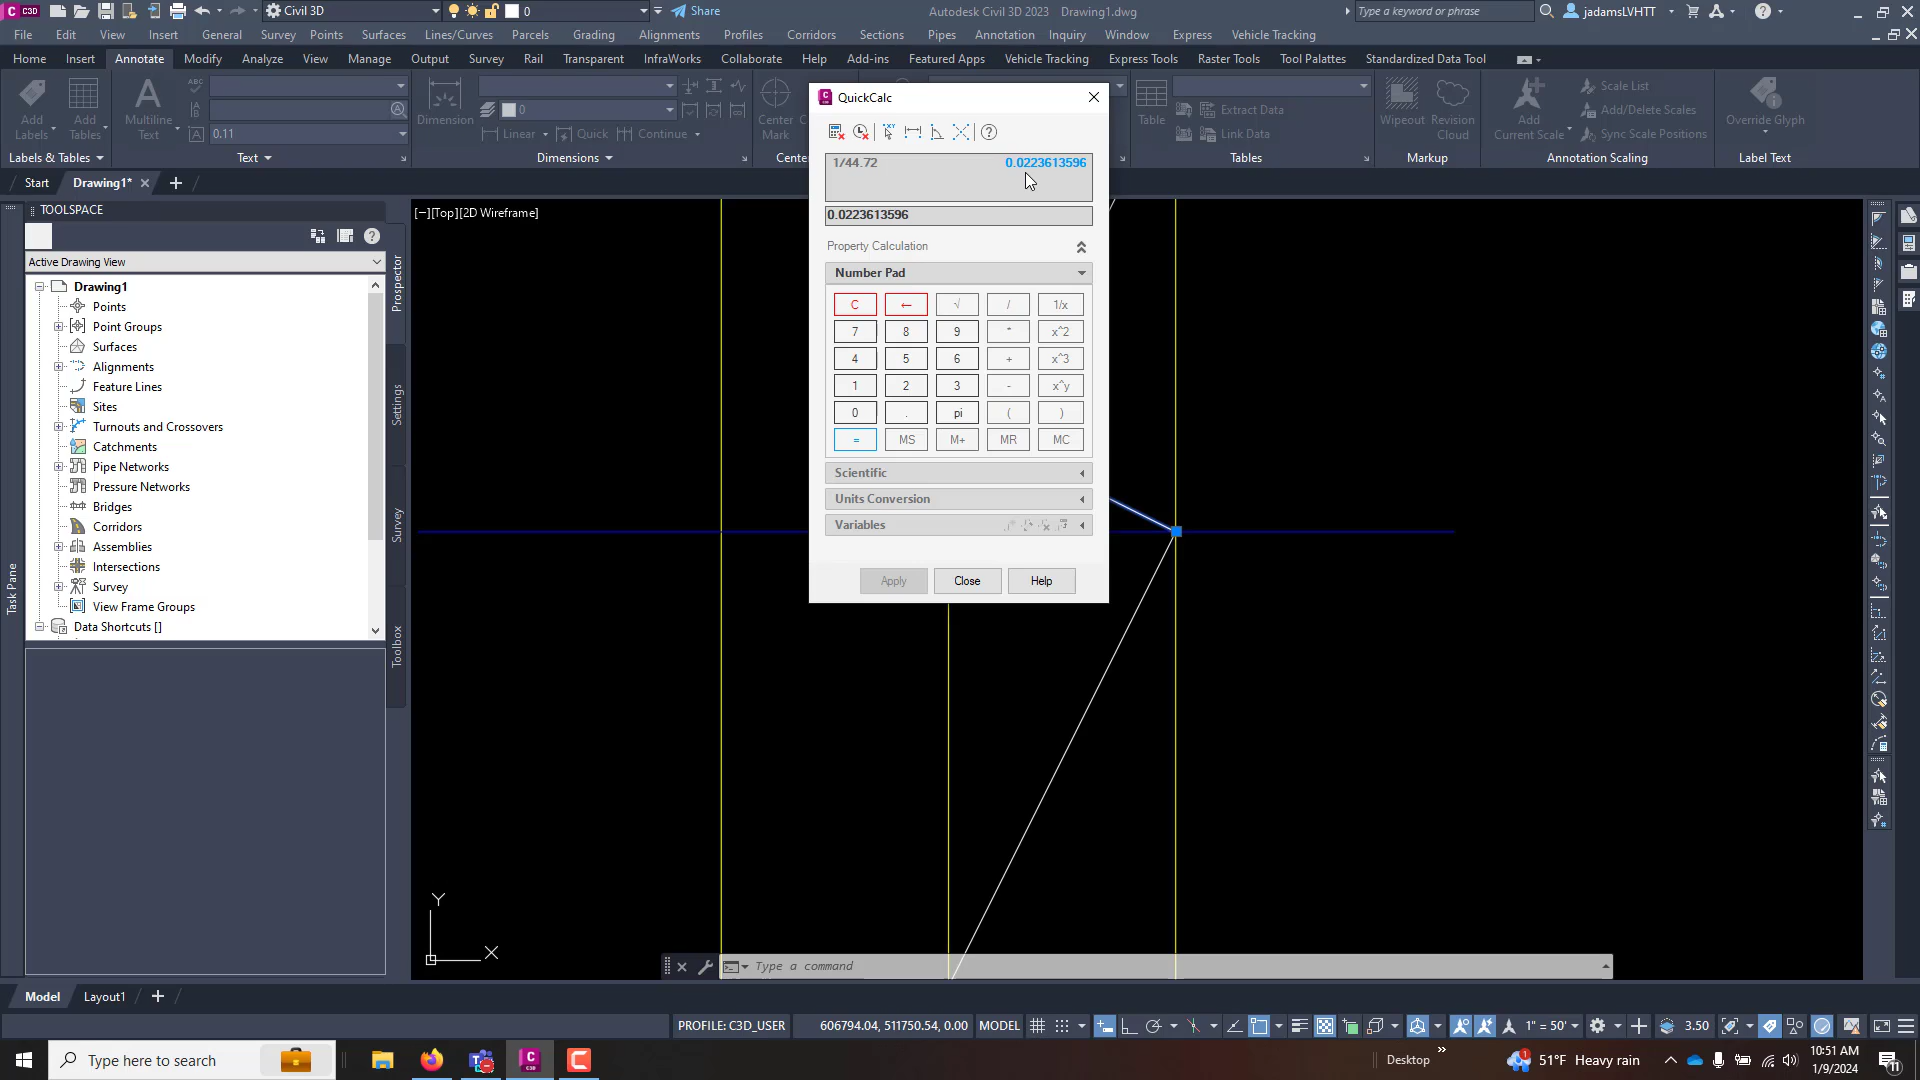 C3D
Civil 3D
0
Share
Autodesk Civil 3D 2023 Drawing1.dwg
Type a keyword or phrase
jadamsLVHTT
File Edit View Insert General Survey Points Surfaces Lines/Curves Parcels Grading Alignments Profiles Corridors Sections Pipes Annotation Inquiry Window Express Vehicle Tracking
Home Insert Annotate Modify Analyze View Manage Output Survey Rail Transparent InfraWorks Collaborate Help Add-ins Featured Apps Vehicle Tracking Express Tools Raster Tools Tool Palettes Standardized Data Tool
Add
Labels
Add
Tables
Multiline
Text
0.11
Dimension
0
Linear
Quick
Continue
Center
Mark
Table
Extract Data
Link Data
Wipeout
Revision
Cloud
Add
Current Scale
Scale List
Add/Delete Scales
Sync Scale Positions
Override Glyph
Labels & Tables
Text
Dimensions
Tables
Markup
Annotation Scaling
Label Text
Start
Drawing1*
TOOLSPACE
Active Drawing View
Drawing1
Points
Point Groups
Surfaces
Alignments
Feature Lines
Sites
Turnouts and Crossovers
Catchments
Pipe Networks
Pressure Networks
Bridges
Corridors
Assemblies
Intersections
Survey
View Frame Groups
Data Shortcuts []
Prospector
Settings
Survey
Toolbox
Task Pane
[−][Top][2D Wireframe]
QuickCalc
1/44.72 0.0223613596
0.0223613596
Property Calculation
Number Pad
C ← √ / 1/x
7 8 9 * x^2
4 5 6 + x^3
1 2 3 - x^y
0 . pi ( )
= MS M+ MR MC
Scientific
Units Conversion
Variables
Apply Close Help
Y
X
Type a command
Model Layout1 +
PROFILE: C3D_USER
606794.04, 511750.54, 0.00
MODEL
1" = 50'
3.50
Type here to search
Desktop
51°F Heavy rain
10:51 AM
1/9/2024
11